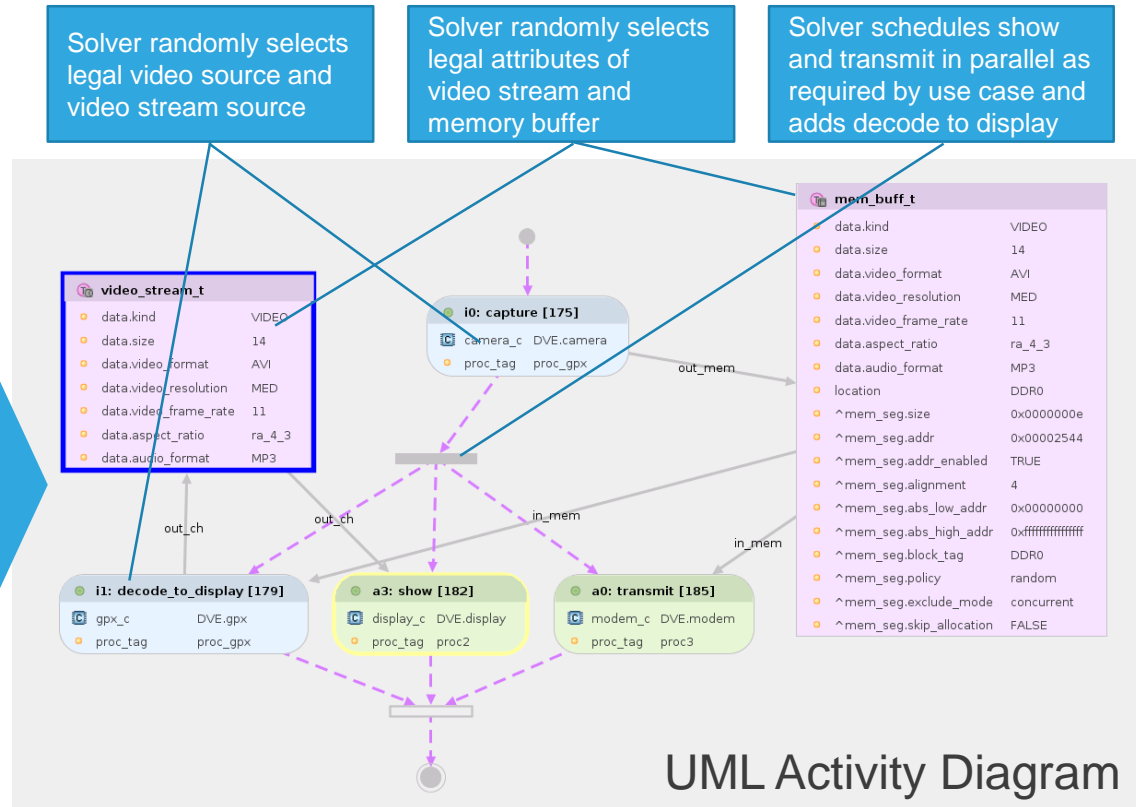 Solver randomly selects
legal video source and
video stream source
Solver randomly selects
legal attributes of
video stream and
memory buffer
Solver schedules show
and transmit in parallel as
required by use case and
adds decode to display
video_stream_t
data.kind VIDEO
data.size 14
data.video_format AVI
data.video_resolution MED
data.video_frame_rate 11
data.aspect_ratio ra_4_3
data.audio_format MP3
i0: capture [175]
camera_c DVE.camera
proc_tag proc_gpx
out_mem
mem_buff_t
data.kind VIDEO
data.size 14
data.video_format AVI
data.video_resolution MED
data.video_frame_rate 11
data.aspect_ratio ra_4_3
data.audio_format MP3
location DDR0
^mem_seg.size 0x0000000e
^mem_seg.addr 0x00002544
^mem_seg.addr_enabled TRUE
^mem_seg.alignment 4
^mem_seg.abs_low_addr 0x00000000
^mem_seg.abs_high_addr 0xffffffffffffffff
^mem_seg.block_tag DDR0
^mem_seg.policy random
^mem_seg.exclude_mode concurrent
^mem_seg.skip_allocation FALSE
out_ch
out_ch
in_mem
in_mem
i1: decode_to_display [179]
gpx_c DVE.gpx
proc_tag proc_gpx
a3: show [182]
display_c DVE.display
proc_tag proc2
a0: transmit [185]
modem_c DVE.modem
proc_tag proc3
UML Activity Diagram